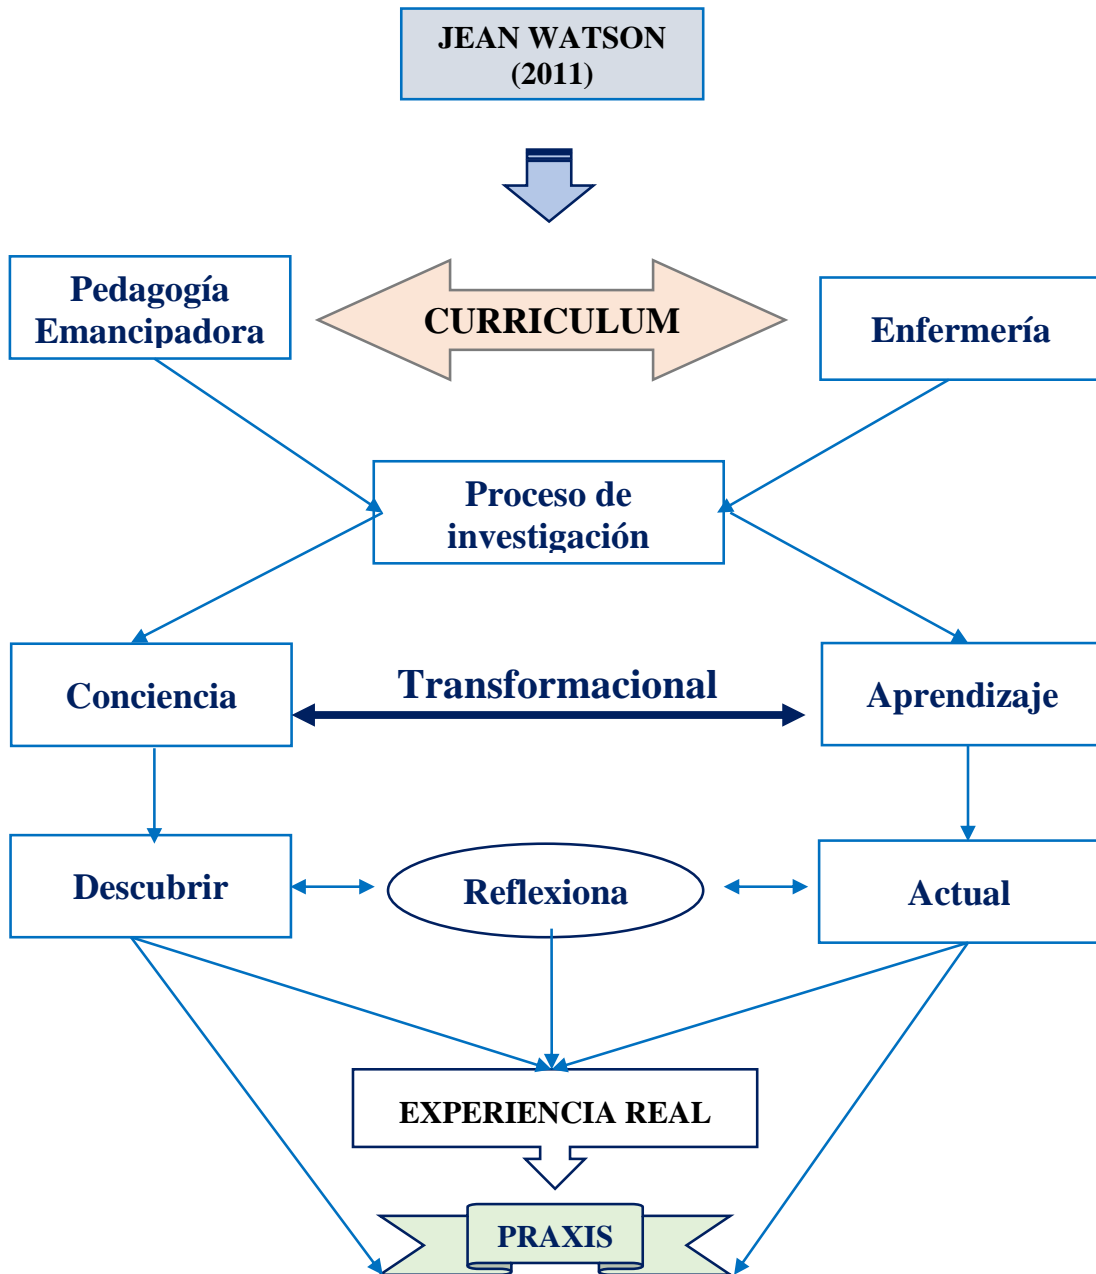 JEAN WATSON
(2011)
Pedagogía
Emancipadora
CURRICULUM
Enfermería
Proceso de
investigación
Conciencia
Transformacional
Aprendizaje
Descubrir
Reflexiona
Actual
EXPERIENCIA REAL
PRAXIS